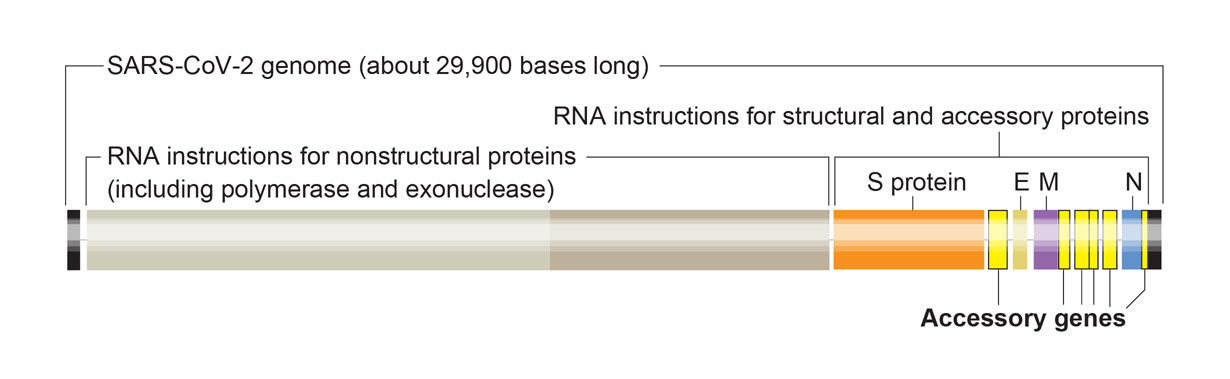 SARS-CoV-2 genome (about 29,900 bases long)
RNA instructions for structural and accessory proteins
RNA instructions for nonstructural proteins
(including polymerase and exonuclease)
S protein
E
M
N
Accessory genes